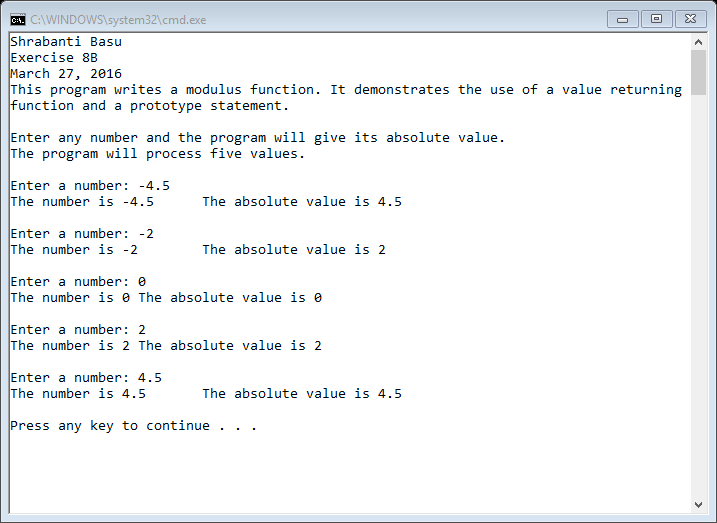 C:\WINDOWS\system32\cmd.exe
Shrabanti Basu
Exercise 8B
March 27, 2016
This program writes a modulus function. It demonstrates the use of a value returning
function and a prototype statement.
Enter any number and the program will give its absolute value.
The program will process five values.
Enter a number: -4.5
The number is -4.5      The absolute value is 4.5
Enter a number: -2
The number is -2        The absolute value is 2
Enter a number: 0
The number is 0 The absolute value is 0
Enter a number: 2
The number is 2 The absolute value is 2
Enter a number: 4.5
The number is 4.5       The absolute value is 4.5
Press any key to continue . . .